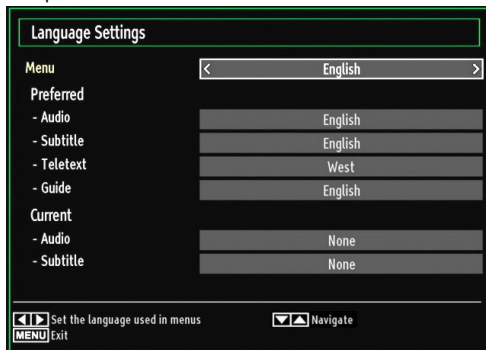 Language Settings
Menu < English >
Preferred
- Audio English
- Subtitle English
- Teletext West
- Guide English
Current
- Audio None
- Subtitle None
◀▶ Set the language used in menus ▼▲ Navigate
MENU Exit